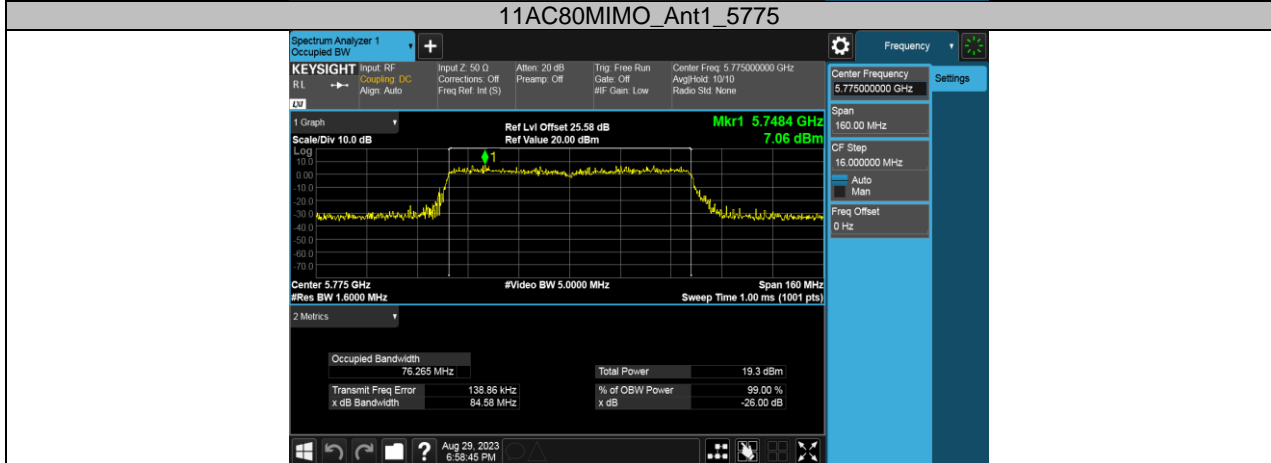 11AC80MIMO_Ant1_5775
Spectrum Analyzer 1
Occupied BW
+
Frequency
KEYSIGHT
RL
LXI
Input: RF
Coupling: DC
Align: Auto
Input Z: 50 Ω
Corrections: Off
Freq Ref: Int (S)
Atten: 20 dB
Preamp: Off
Trig: Free Run
Gate: Off
#IF Gain: Low
Center Freq: 5.775000000 GHz
Avg|Hold: 10/10
Radio Std: None
Center Frequency
5.775000000 GHz
Settings
Span
160.00 MHz
CF Step
16.000000 MHz
Auto
Man
Freq Offset
0 Hz
1 Graph
Scale/Div 10.0 dB
Ref Lvl Offset 25.58 dB
Ref Value 20.00 dBm
Mkr1 5.7484 GHz
7.06 dBm
Log
1
10.0
0.00
-10.0
-20.0
-30.0
-40.0
-50.0
-60.0
-70.0
Center 5.775 GHz
#Video BW 5.0000 MHz
Span 160 MHz
#Res BW 1.6000 MHz
Sweep Time 1.00 ms (1001 pts)
2 Metrics
Occupied Bandwidth
76.265 MHz
Total Power 19.3 dBm
Transmit Freq Error 138.86 kHz
% of OBW Power 99.00 %
x dB Bandwidth 84.58 MHz
x dB -26.00 dB
?
Aug 29, 2023
6:58:45 PM